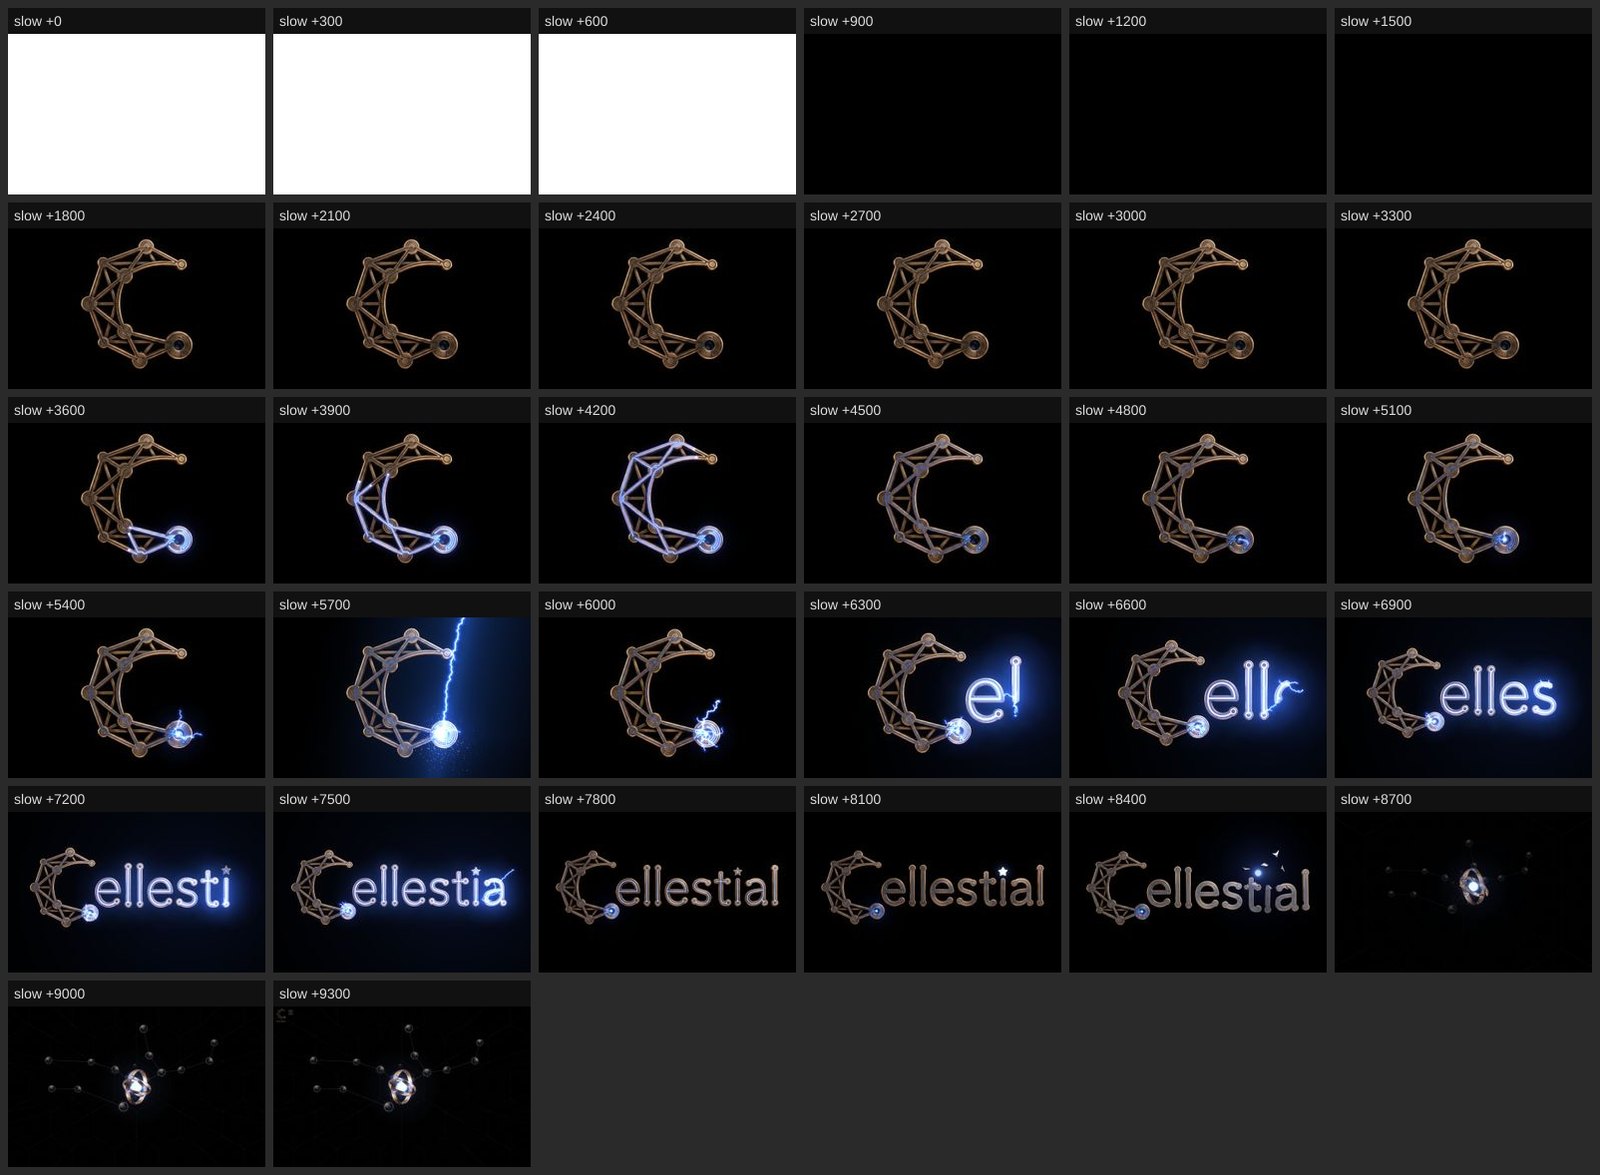 slow +0 slow +300 slow +600 slow +900 slow +1200 slow +1500
slow +1800 slow +2100 slow +2400 slow +2700 slow +3000 slow +3300
slow +3600 slow +3900 slow +4200 slow +4500 slow +4800 slow +5100
slow +5400 slow +5700 slow +6000 slow +6300 slow +6600 slow +6900
C C C Cel Cell Celles
slow +7200 slow +7500 slow +7800 slow +8100 slow +8400 slow +8700
Cellesti Cellestia Cellestial Cellestial Cellestial
slow +9000 slow +9300